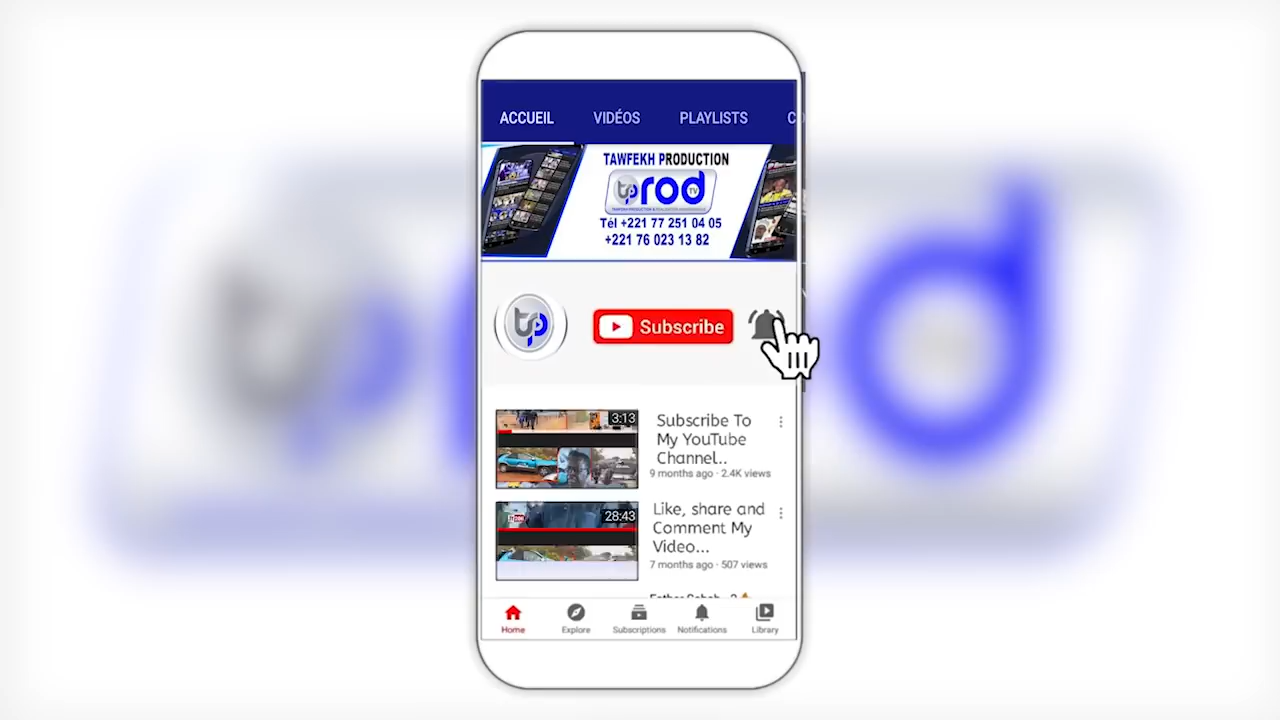 ACCUEIL VIDÉOS PLAYLISTS
TAWFEKH PRODUCTION
tprod TV
Tél +221 77 251 04 05
+221 76 023 13 82
tp
Subscribe
3:13
Subscribe To
My YouTube
Channel..
9 months ago · 2.4K views
28:43
Like, share and
Comment My
Video...
7 months ago · 507 views
Home Explore Subscriptions Notifications Library